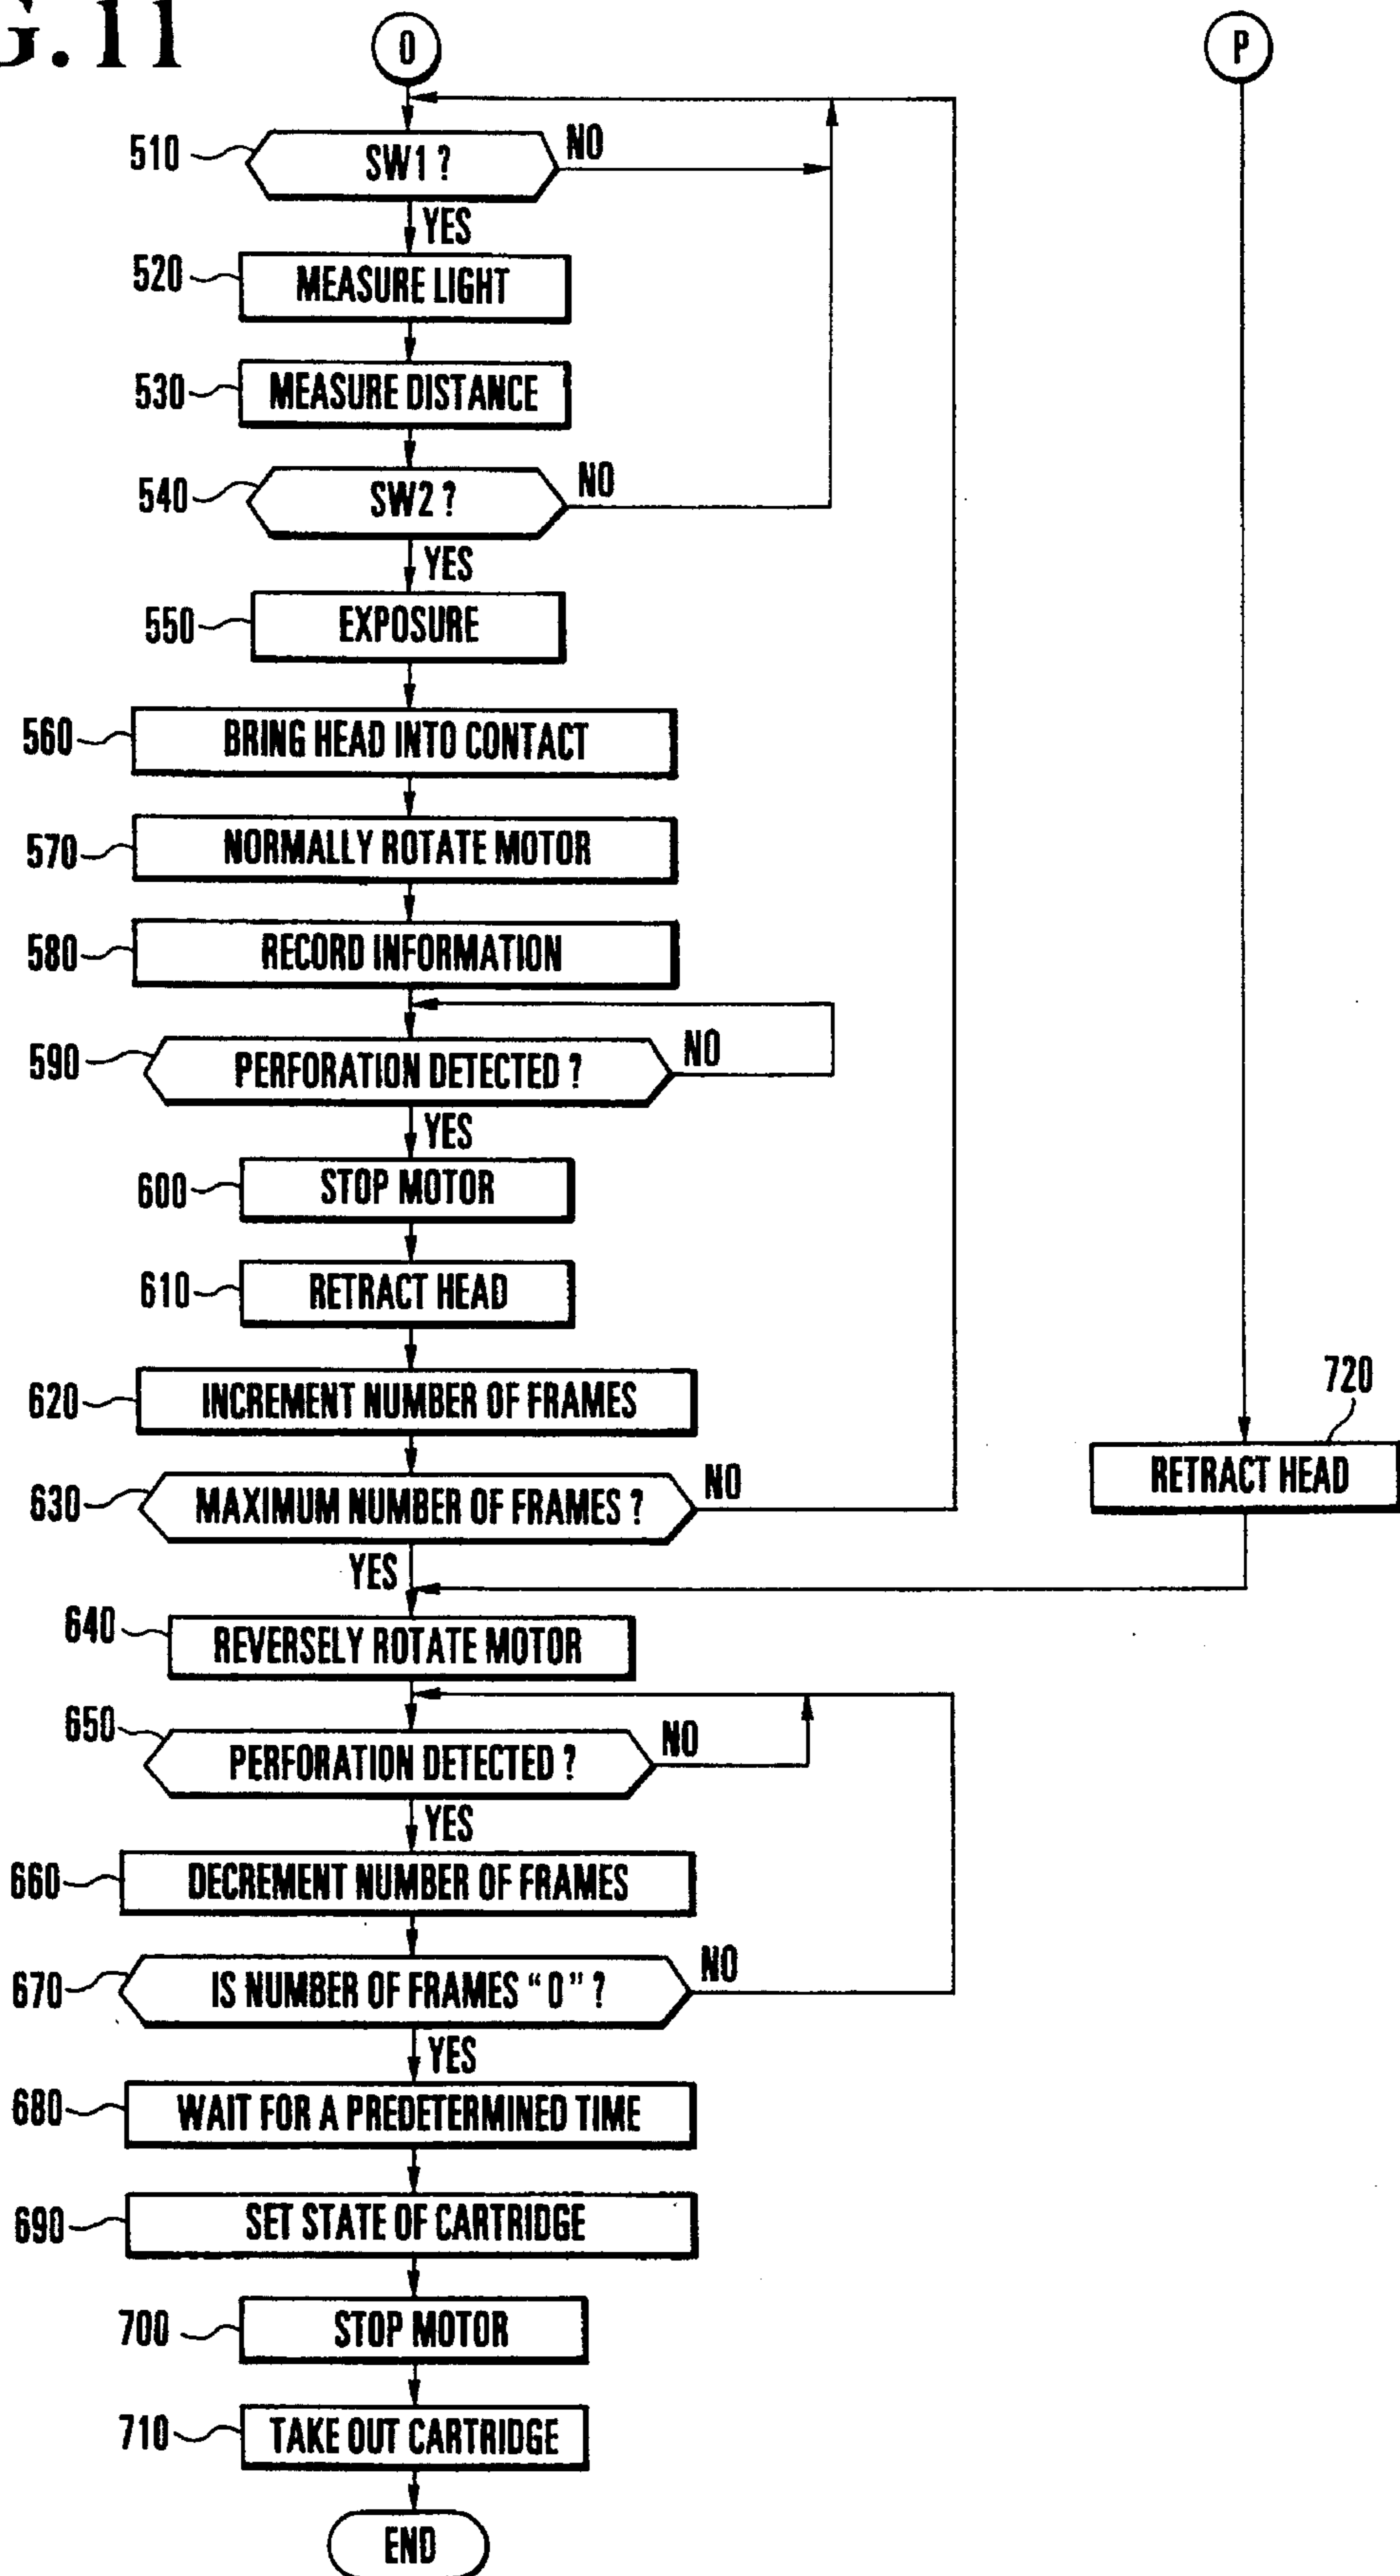 G. 11
O
P
510
SW1 ?
NO
YES
520
MEASURE LIGHT
530
MEASURE DISTANCE
540
SW2 ?
NO
YES
550
EXPOSURE
560
BRING HEAD INTO CONTACT
570
NORMALLY ROTATE MOTOR
580
RECORD INFORMATION
590
PERFORATION DETECTED ?
NO
YES
600
STOP MOTOR
610
RETRACT HEAD
620
INCREMENT NUMBER OF FRAMES
720
RETRACT HEAD
630
MAXIMUM NUMBER OF FRAMES ?
NO
YES
640
REVERSELY ROTATE MOTOR
650
PERFORATION DETECTED ?
NO
YES
660
DECREMENT NUMBER OF FRAMES
670
IS NUMBER OF FRAMES “0” ?
NO
YES
680
WAIT FOR A PREDETERMINED TIME
690
SET STATE OF CARTRIDGE
700
STOP MOTOR
710
TAKE OUT CARTRIDGE
END